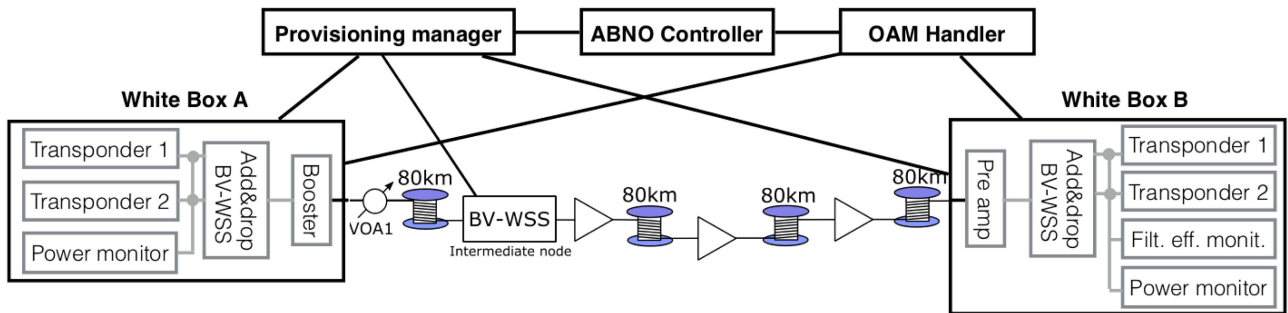 Provisioning manager
ABNO Controller
OAM Handler
White Box A
White Box B
Transponder 1
Transponder 2
Power monitor
Add&drop
BV-WSS
Booster
VOA1
80km
BV-WSS
Intermediate node
80km
80km
80km
Pre amp
Add&drop
BV-WSS
Transponder 1
Transponder 2
Filt. eff. monit.
Power monitor